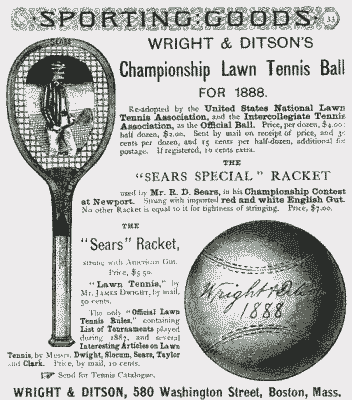 SPORTING:GOODS. 33
WRIGHT & DITSON'S
Championship Lawn Tennis Ball
FOR 1888.
Re-adopted by the United States National Lawn
Tennis Association, and the Intercollegiate Tennis
Association, as the Official Ball. Price, per dozen, $4.00;
half dozen, $2.00. Sent by mail on receipt of price, and
cents per dozen, and 15 cents per half-dozen, additional for
postage. If registered, 10 cents extra.
THE
"SEARS SPECIAL" RACKET
used by Mr. R. D. Sears, in his Championship Contest
at Newport. Strung with imported red and white English Gut.
No other Racket is equal to it for tightness of stringing. Price, $7.00.
THE
"Sears" Racket,
strung with American Gut.
Price, $5.50.
"Lawn Tennis," by
Mr. James Dwight, by mail,
50 cents.
The only "Official Lawn
Tennis Rules," containing
List of Tournaments played
during 1887, and several
Interesting Articles on Lawn
Tennis, by Messrs. Dwight, Slocum, Sears, Taylor
and Clark. Price, by mail, 10 cents.
☞ Send for Tennis Catalogue.
Wright & D
1888
WRIGHT & DITSON, 580 Washington Street, Boston, Mass.